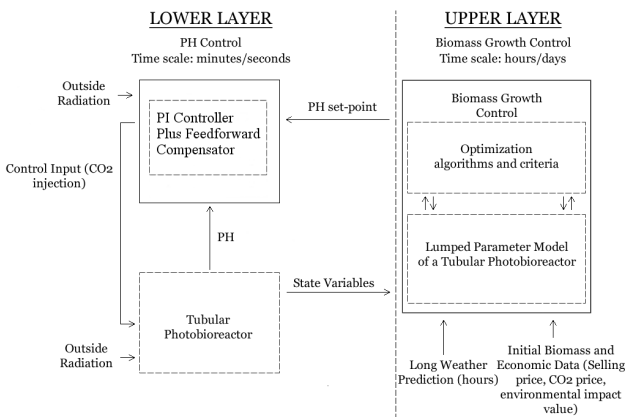 LOWER LAYER
PH Control
Time scale: minutes/seconds
Outside
Radiation
PI Controller
Plus Feedforward
Compensator
Control Input (CO2
injection)
PH
Tubular
Photobioreactor
Outside
Radiation
PH set-point
State Variables
UPPER LAYER
Biomass Growth Control
Time scale: hours/days
Biomass Growth
Control
Optimization
algorithms and criteria
Lumped Parameter Model
of a Tubular Photobioreactor
Long Weather
Prediction (hours)
Initial Biomass and
Economic Data (Selling
price, CO2 price,
environmental impact
value)